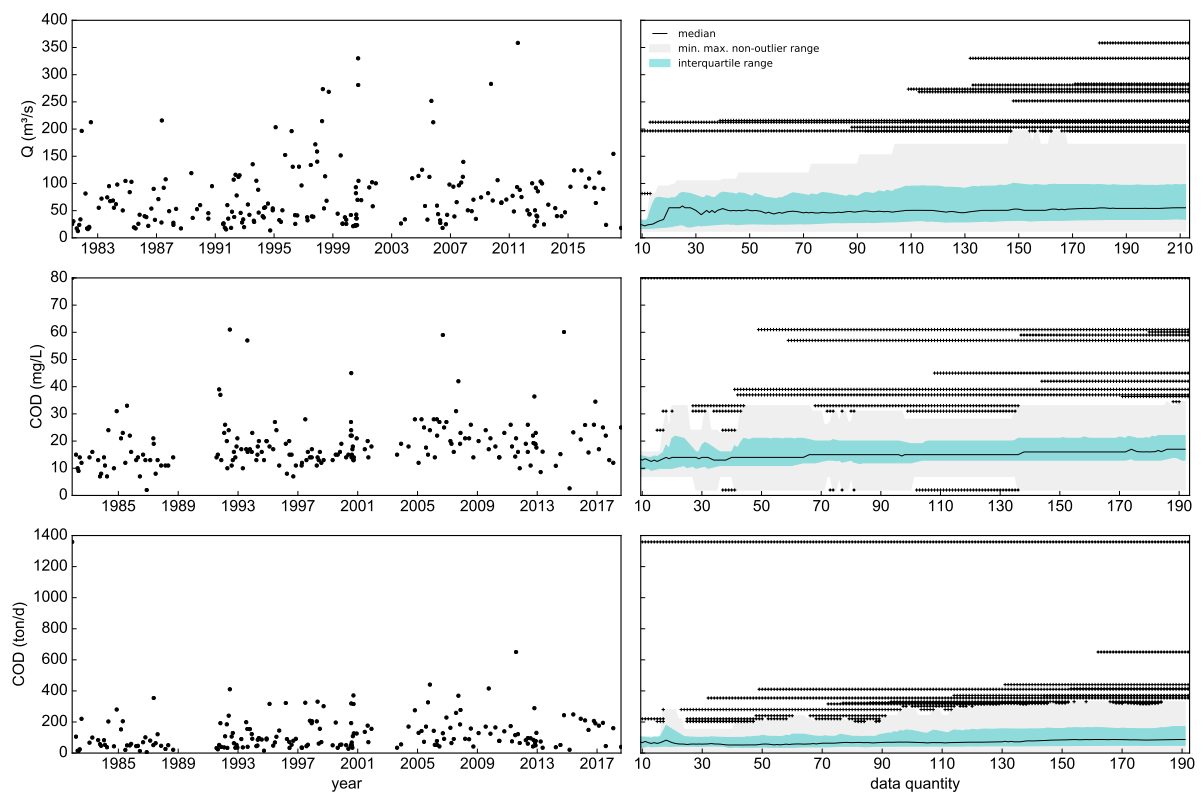 400
350
300
250
200
150
100
50
0
Q (m³/s)
1983 1987 1991 1995 1999 2003 2007 2011 2015
median
min. max. non-outlier range
interquartile range
10 30 50 70 90 110 130 150 170 190 210
80
70
60
50
40
30
20
10
0
COD (mg/L)
1985 1989 1993 1997 2001 2005 2009 2013 2017
10 30 50 70 90 110 130 150 170 190
1400
1200
1000
800
600
400
200
0
COD (ton/d)
1985 1989 1993 1997 2001 2005 2009 2013 2017
year
10 30 50 70 90 110 130 150 170 190
data quantity